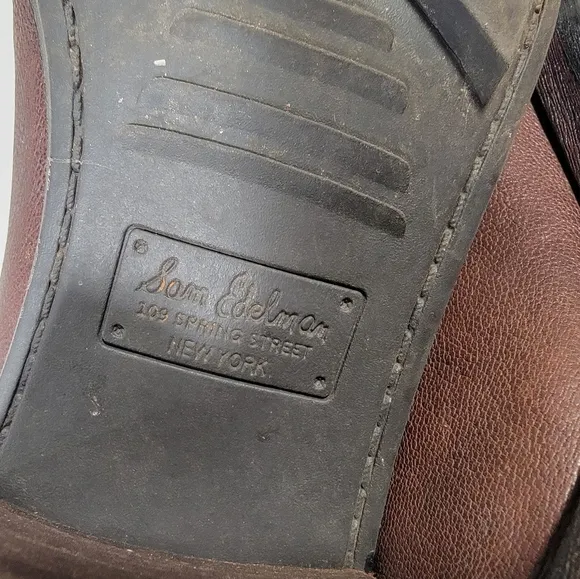 Sam Edelman
109 SPRING STREET
NEW YORK